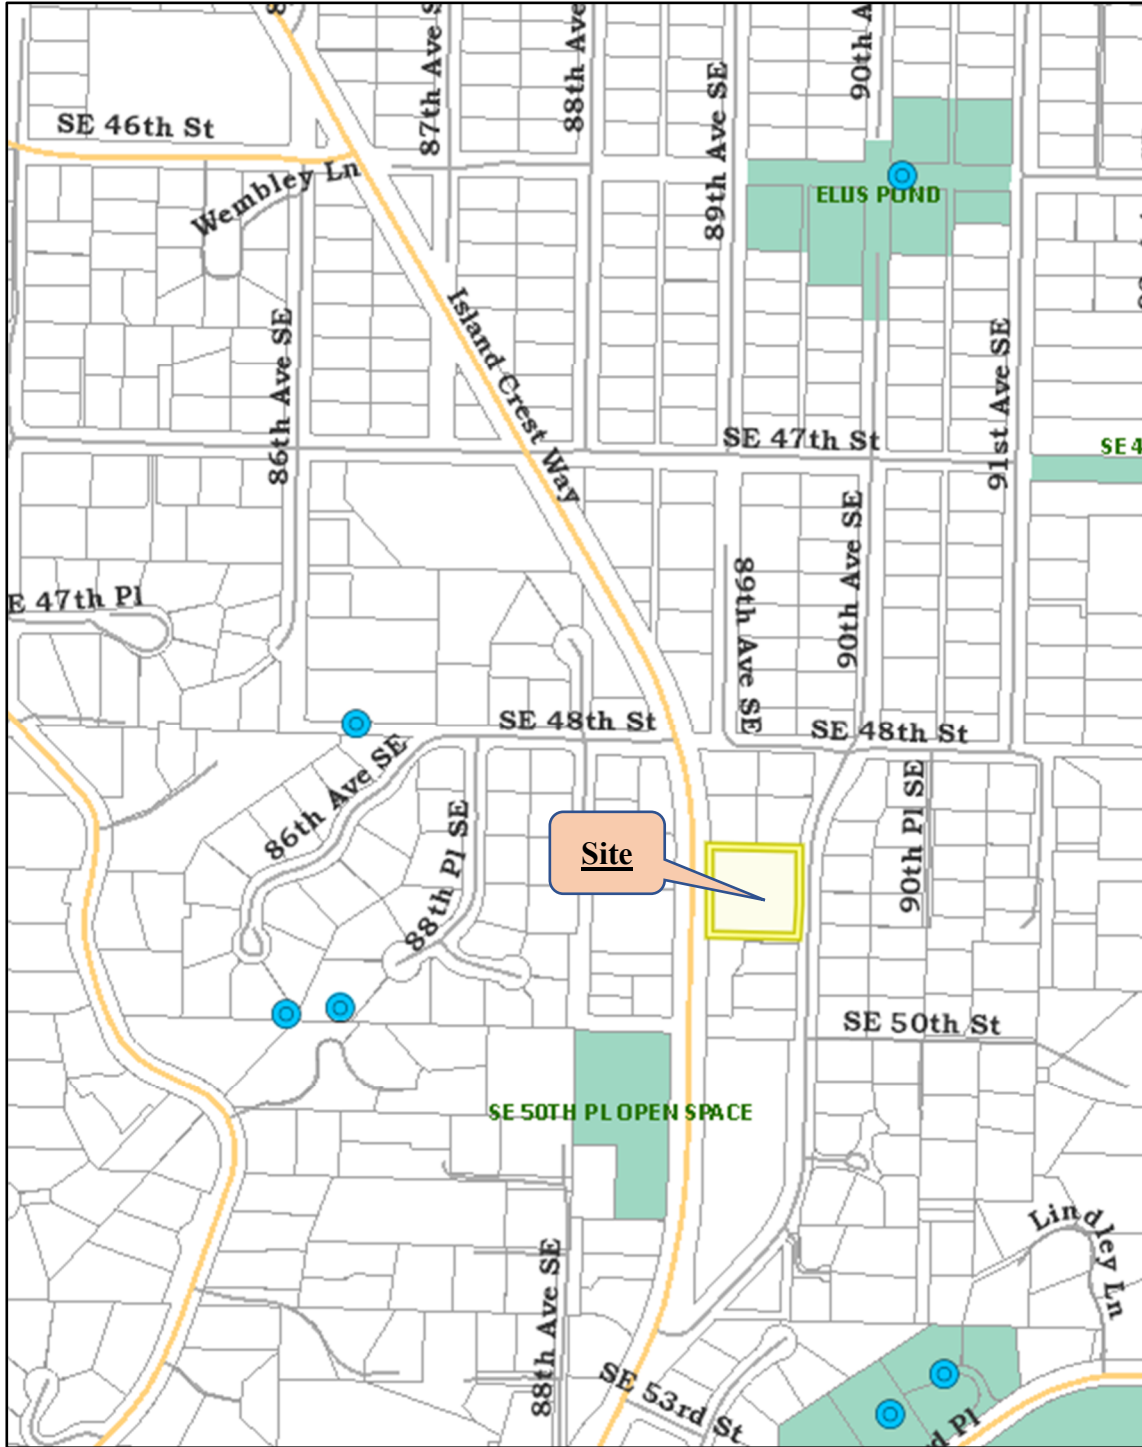 87th Ave S
88th Ave
90th A
SE 46th St
89th Ave SE
Wembley Ln
ELLIS POND
Island Crest Way
86th Ave SE
91st Ave SE
SE 47th St
SE 4
90th Ave SE
E 47th Pl
89th Ave SE
SE 48th St
SE 48th St
86th Ave SE
90th Pl SE
88th Pl SE
Site
SE 50th St
SE 50TH PL OPEN SPACE
Lindley Ln
88th Ave SE
SE 53rd St
rd Pl